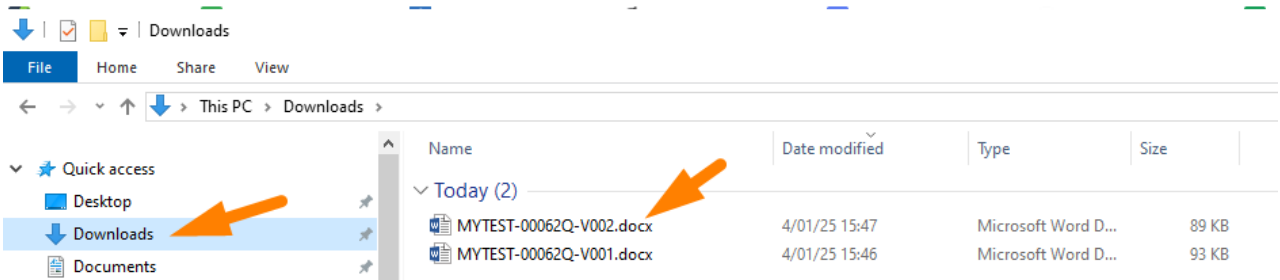 Downloads
File Home Share View
This PC > Downloads >
Name Date modified Type Size
Quick access
Today (2)
Desktop
MYTEST-00062Q-V002.docx 4/01/25 15:47 Microsoft Word D... 89 KB
Downloads
MYTEST-00062Q-V001.docx 4/01/25 15:46 Microsoft Word D... 93 KB
Documents